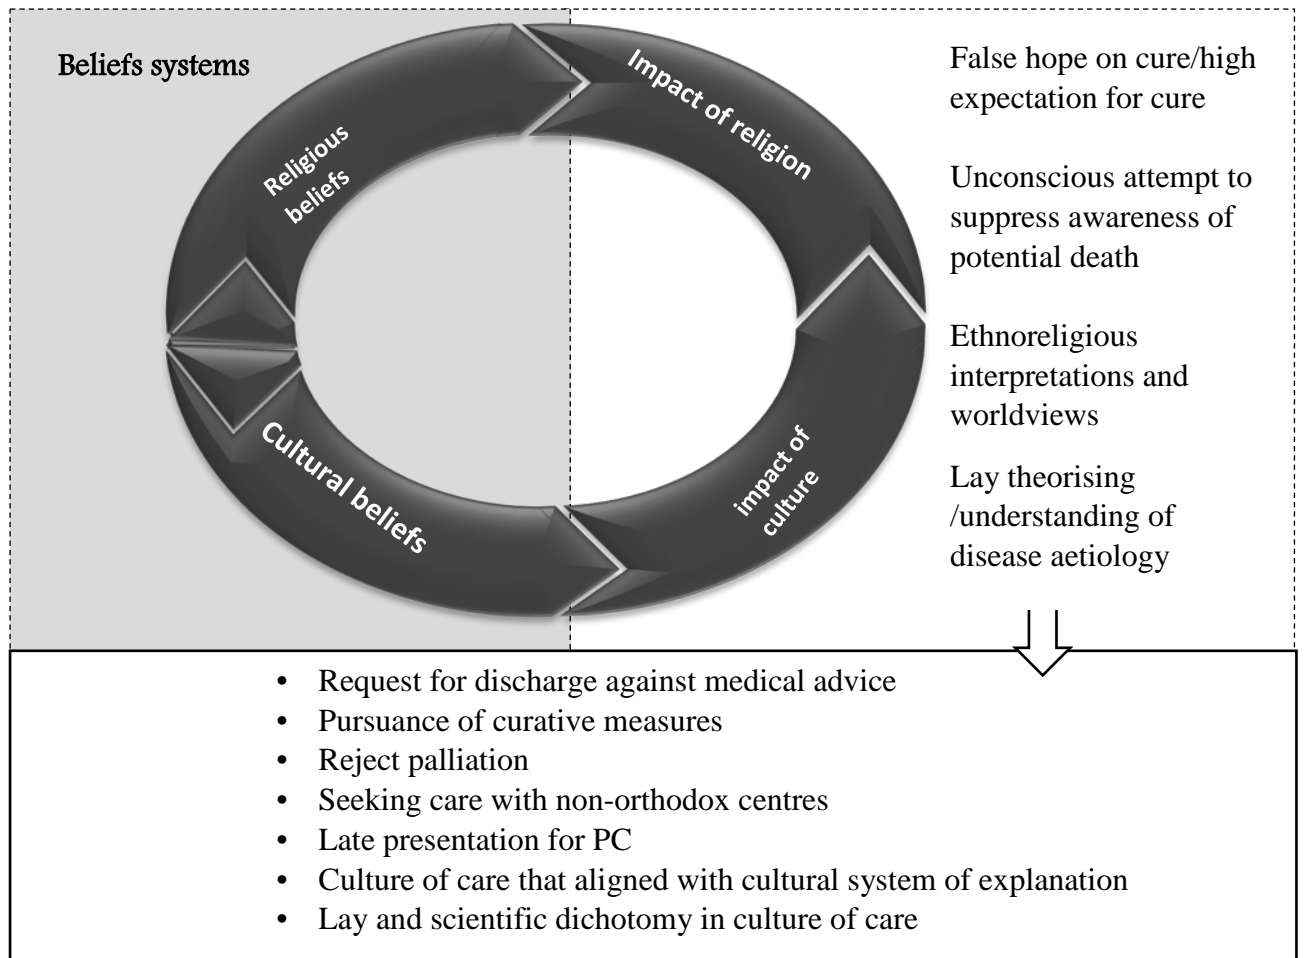 Beliefs systems
Religious
beliefs
Impact of religion
Cultural beliefs
impact of
culture
False hope on cure/high
expectation for cure
Unconscious attempt to
suppress awareness of
potential death
Ethnoreligious
interpretations and
worldviews
Lay theorising
/understanding of
disease aetiology
• Request for discharge against medical advice
• Pursuance of curative measures
• Reject palliation
• Seeking care with non-orthodox centres
• Late presentation for PC
• Culture of care that aligned with cultural system of explanation
• Lay and scientific dichotomy in culture of care